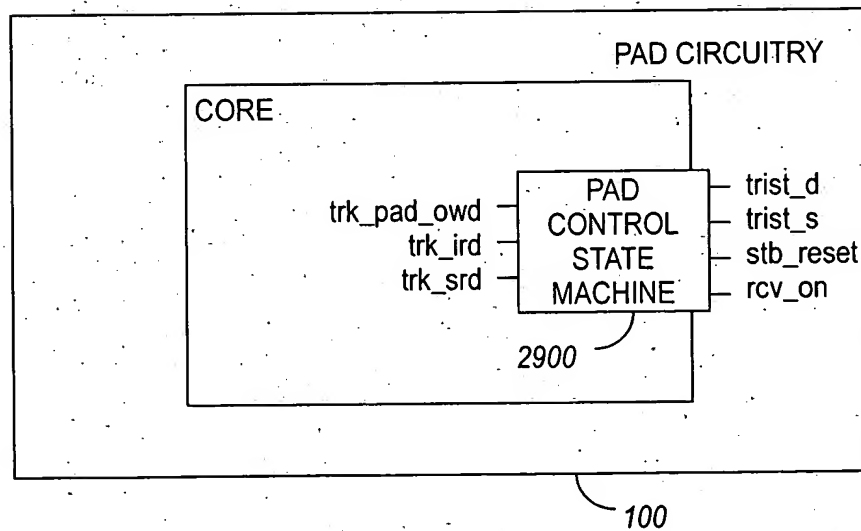 PAD CIRCUITRY
CORE
trk_pad_owd
trk_ird
trk_srd
PAD
CONTROL
STATE
MACHINE
trist_d
trist_s
stb_reset
rcv_on
2900
100